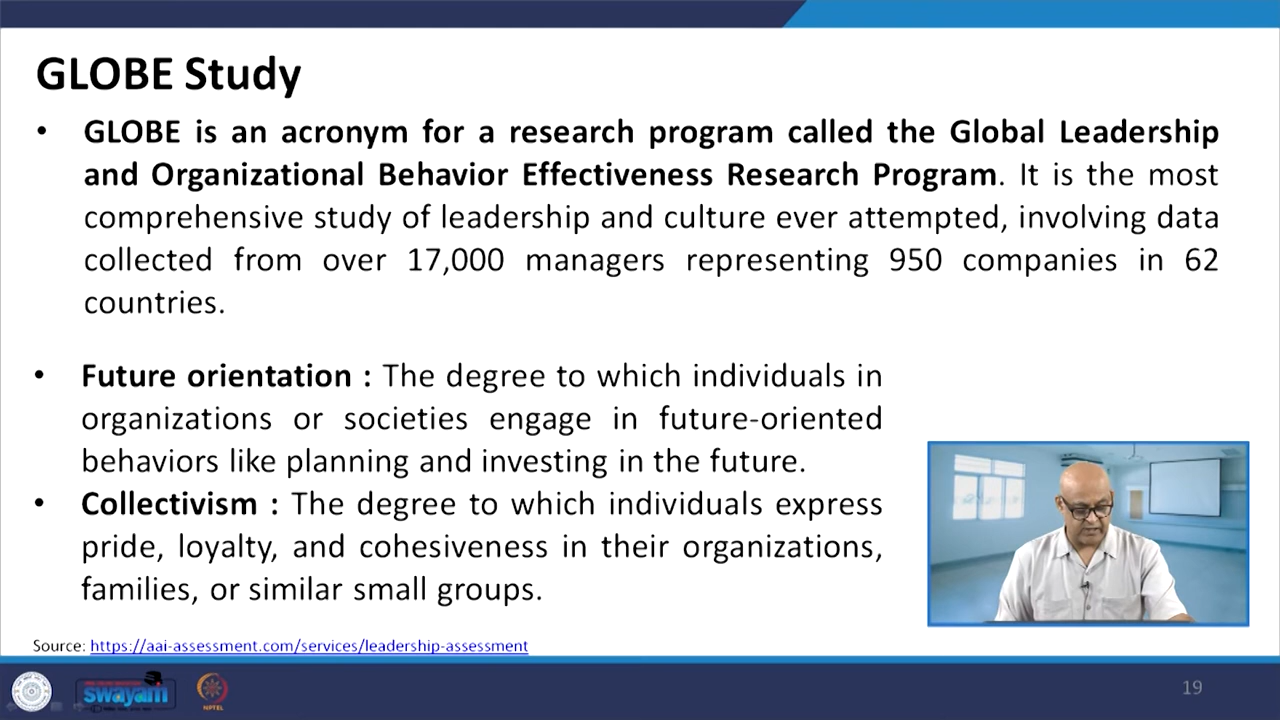 GLOBE Study
• GLOBE is an acronym for a research program called the Global Leadership
and Organizational Behavior Effectiveness Research Program. It is the most
comprehensive study of leadership and culture ever attempted, involving data
collected from over 17,000 managers representing 950 companies in 62
countries.
• Future orientation : The degree to which individuals in
organizations or societies engage in future-oriented
behaviors like planning and investing in the future.
• Collectivism : The degree to which individuals express
pride, loyalty, and cohesiveness in their organizations,
families, or similar small groups.
Source: https://aai-assessment.com/services/leadership-assessment
swayam
NPTEL
19